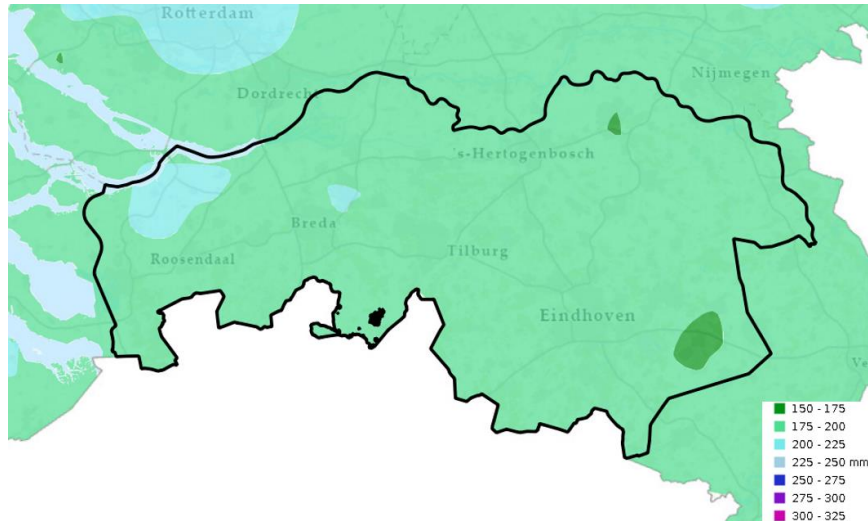 Rotterdam
Nijmegen
Dordrecht
's-Hertogenbosch
Breda
Tilburg
Roosendaal
Eindhoven
Ve
150 - 175
175 - 200
200 - 225
225 - 250 mm
250 - 275
275 - 300
300 - 325